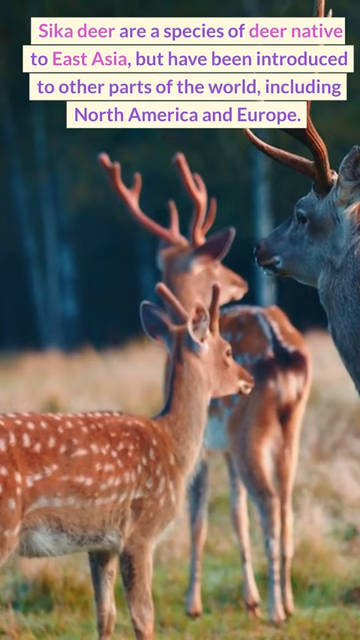 Sika deer are a species of deer native
to East Asia, but have been introduced
to other parts of the world, including
North America and Europe.